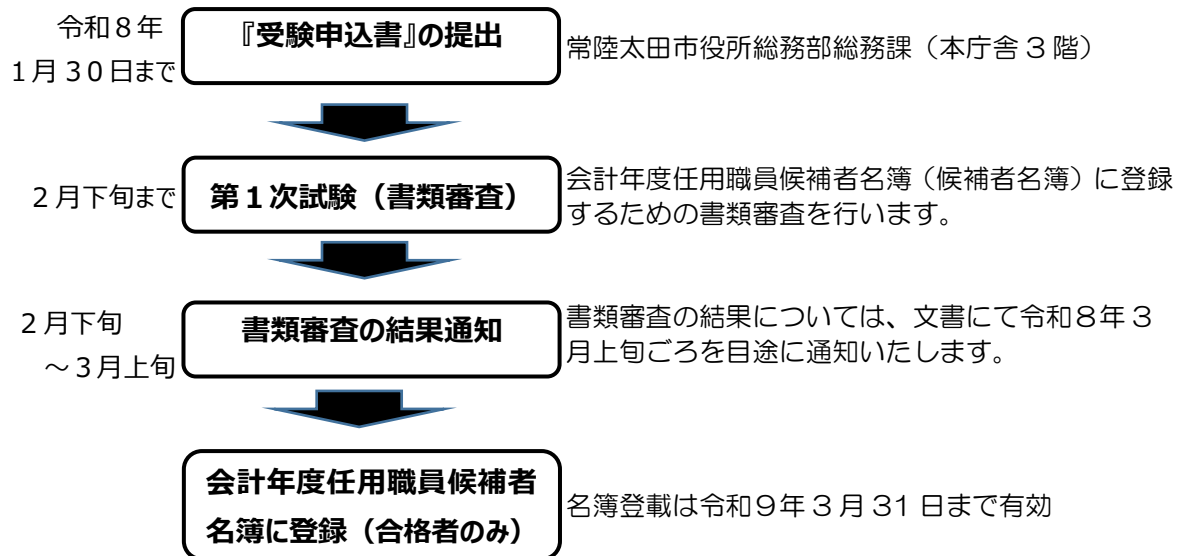 令和８年
１月３０日まで
『受験申込書』の提出
常陸太田市役所総務部総務課（本庁舎３階）
２月下旬まで
第１次試験（書類審査）
会計年度任用職員候補者名簿（候補者名簿）に登録
するための書類審査を行います。
２月下旬
～３月上旬
書類審査の結果通知
書類審査の結果については、文書にて令和８年３
月上旬ごろを目途に通知いたします。
会計年度任用職員候補者
名簿に登録（合格者のみ）
名簿登載は令和９年３月31日まで有効